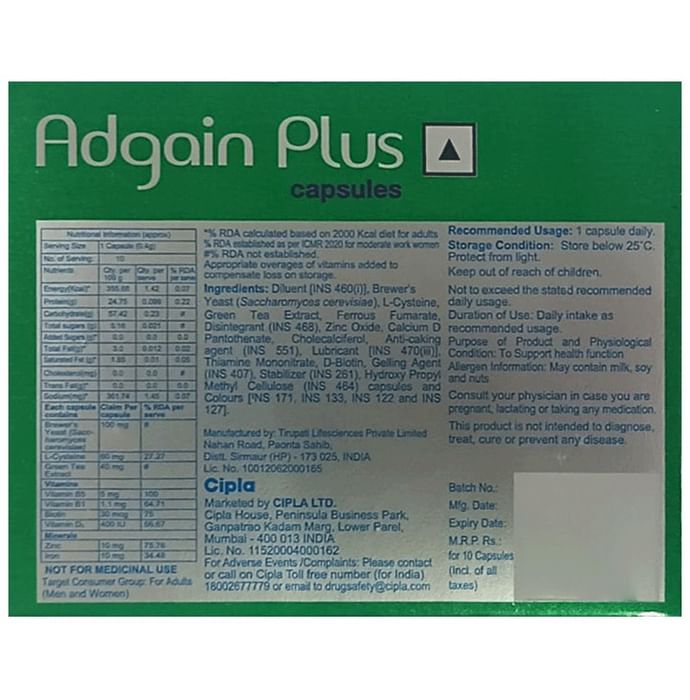 Adgain Plus
capsules
Nutritional Information (approx)
Serving Size 1 Capsule (0.4g)
No. of Serving: 10
Nutrients Qty. per 100 g Qty. per serve % RDA per serve
Energy(Kcal)* 355.68 1.42 0.07
Protein(g) 24.75 0.099 0.22
Carbohydrate(g) 57.42 0.23 #
Total sugars (g) 5.16 0.021 #
Added Sugars (g)* 0.0 0.0 0.0
Total Fat(g)* 3.0 0.012 0.02
Saturated Fat (g)* 1.85 0.01 0.05
Cholesterol(mg) 0.0 0.0 #
Trans Fat(g)* 0.0 0.0 0.0
Sodium(mg)* 361.74 1.45 0.07
Each capsule contains Claim Per capsule % RDA per serve
Brewer's Yeast (Saccharomyces cerevisiae) 100 mg #
L-Cysteine 60 mg 27.27
Green Tea Extract 40 mg #
Vitamins
Vitamin B5 5 mg 100
Vitamin B1 1.1 mg 64.71
Biotin 30 mcg 75
Vitamin D₃ 400 IU 66.67
Minerals
Zinc 10 mg 75.76
Iron 10 mg 34.48
NOT FOR MEDICINAL USE
Target Consumer Group: For Adults
(Men and Women)
*% RDA calculated based on 2000 Kcal diet for adults
% RDA established as per ICMR 2020 for moderate work women
#% RDA not established.
Appropriate overages of vitamins added to
compensate loss on storage.
Ingredients: Diluent [INS 460(i)], Brewer's
Yeast (Saccharomyces cerevisiae), L-Cysteine,
Green Tea Extract, Ferrous Fumarate,
Disintegrant (INS 468), Zinc Oxide, Calcium D
Pantothenate, Cholecalciferol, Anti-caking
agent (INS 551), Lubricant [INS 470(iii)],
Thiamine Mononitrate, D-Biotin, Gelling Agent
(INS 407), Stabilizer (INS 261), Hydroxy Propyl
Methyl Cellulose (INS 464) capsules and
Colours [INS 171, INS 133, INS 122 and INS
127].
Manufactured by: Tirupati Lifesciences Private Limited
Nahan Road, Paonta Sahib,
Distt. Sirmaur (HP) - 173 025, INDIA
Lic. No. 10012062000165
Cipla
Marketed by CIPLA LTD.
Cipla House, Peninsula Business Park,
Ganpatrao Kadam Marg, Lower Parel,
Mumbai - 400 013 INDIA
Lic. No. 11520004000162
For Adverse Events /Complaints: Please contact
or call on Cipla Toll free number (for India)
18002677779 or email to drugsafety@cipla.com
Recommended Usage: 1 capsule daily.
Storage Condition: Store below 25°C.
Protect from light.
Keep out of reach of children.
Not to exceed the stated recommended
daily usage.
Duration of Use: Daily intake as
recommended usage.
Purpose of Product and Physiological
Condition: To Support health function
Allergen Information: May contain milk, soy
and nuts
Consult your physician in case you are
pregnant, lactating or taking any medication.
This product is not intended to diagnose,
treat, cure or prevent any disease.
Batch No.:
Mfg. Date:
Expiry Date:
M.R.P. Rs.:
for 10 Capsules
(Incl. of all
taxes)